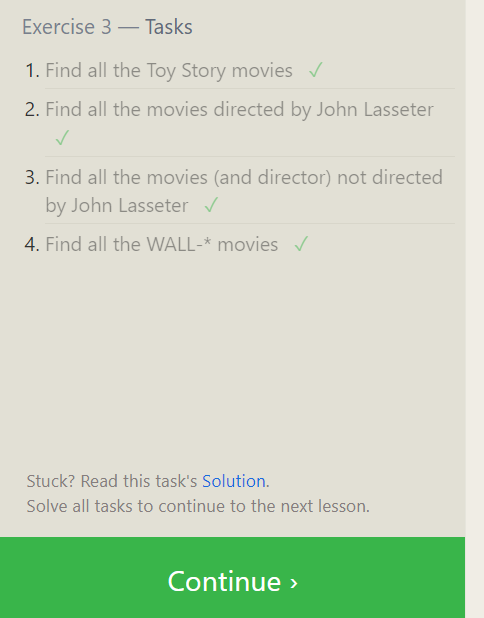 Exercise 3 — Tasks
1. Find all the Toy Story movies ✓
2. Find all the movies directed by John Lasseter
✓
3. Find all the movies (and director) not directed
by John Lasseter ✓
4. Find all the WALL-* movies ✓
Stuck? Read this task's Solution.
Solve all tasks to continue to the next lesson.
Continue ›